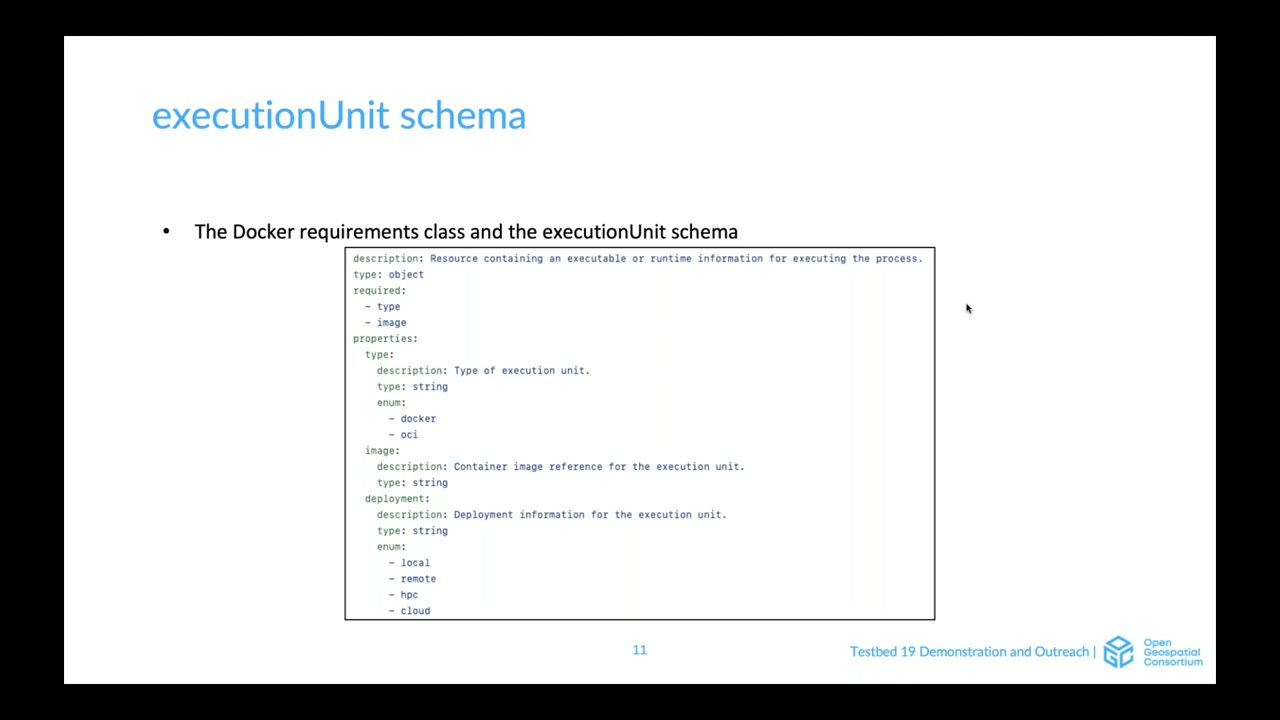 executionUnit schema
• The Docker requirements class and the executionUnit schema
description: Resource containing an executable or runtime information for executing the process.
type: object
required:
  - type
  - image
properties:
  type:
    description: Type of execution unit.
    type: string
    enum:
      - docker
      - oci
  image:
    description: Container image reference for the execution unit.
    type: string
  deployment:
    description: Deployment information for the execution unit.
    type: string
    enum:
      - local
      - remote
      - hpc
      - cloud
11
Testbed 19 Demonstration and Outreach |
Open
Geospatial
Consortium